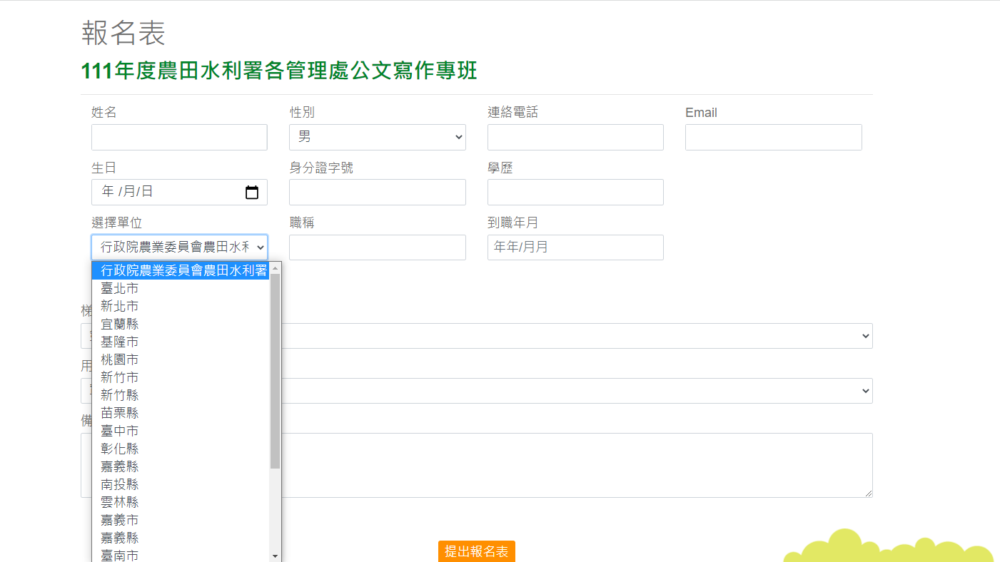 報名表
111年度農田水利署各管理處公文寫作專班
姓名 性別 連絡電話 Email
男
生日 身分證字號 學歷
年 /月/日
選擇單位 職稱 到職年月
行政院農業委員會農田水利 年年/月月
行政院農業委員會農田水利署
臺北市
新北市
梯
宜蘭縣
基隆市
桃園市
用
新竹市
新竹縣
苗栗縣
備
臺中市
彰化縣
嘉義縣
南投縣
雲林縣
嘉義市
嘉義縣
臺南市
提出報名表